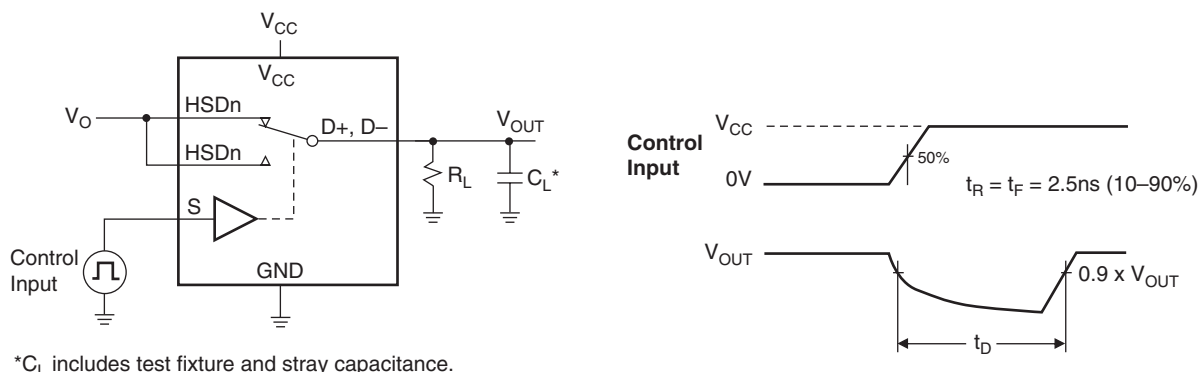 VCC
VCC
VO
HSDn
D+, D–
VOUT
HSDn
RL
CL*
S
Control
Input
GND
*CL includes test fixture and stray capacitance.
Control
Input
VCC
50%
0V
tR = tF = 2.5ns (10–90%)
VOUT
0.9 x VOUT
tD